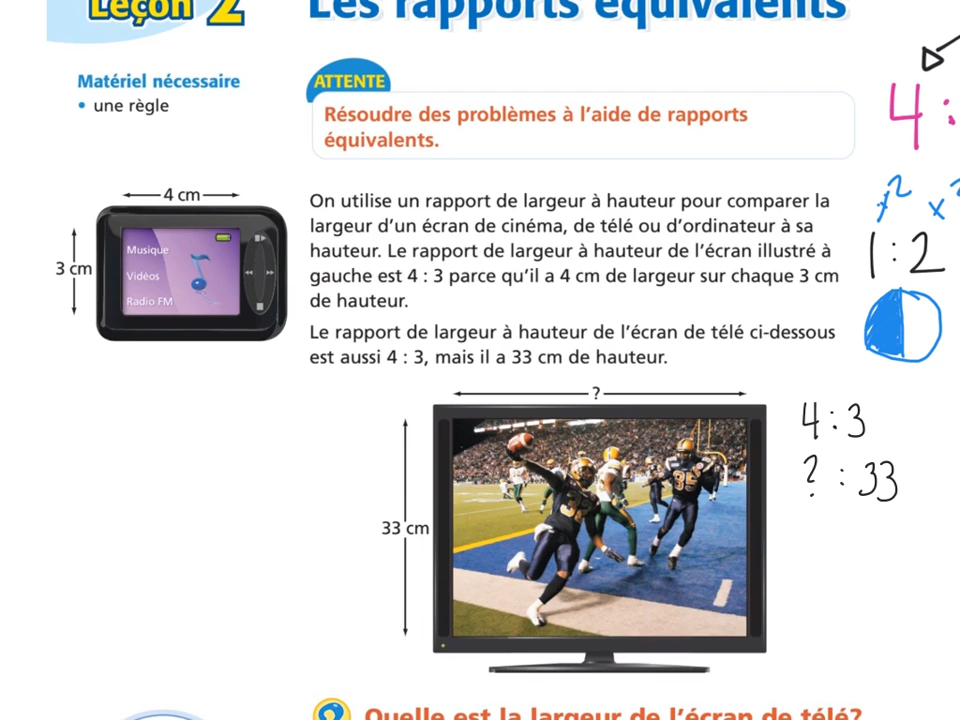 Leçon 2
Les rapports équivalents
Matériel nécessaire
• une règle
ATTENTE
Résoudre des problèmes à l'aide de rapports
équivalents.
4 :
x2 x2
1 : 2
4 cm
3 cm
Musique
Vidéos
Radio FM
On utilise un rapport de largeur à hauteur pour comparer la
largeur d'un écran de cinéma, de télé ou d'ordinateur à sa
hauteur. Le rapport de largeur à hauteur de l'écran illustré à
gauche est 4 : 3 parce qu'il a 4 cm de largeur sur chaque 3 cm
de hauteur.
Le rapport de largeur à hauteur de l'écran de télé ci-dessous
est aussi 4 : 3, mais il a 33 cm de hauteur.
?
33 cm
35
4 : 3
? : 33
? Quelle est la largeur de l'écran de télé?